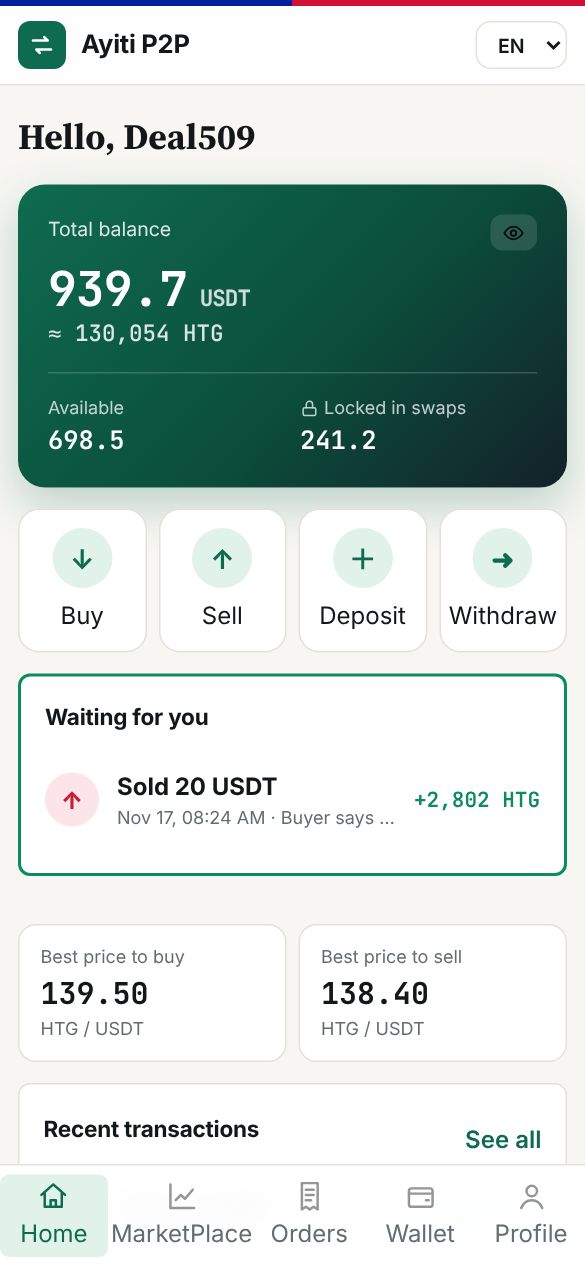 Ayiti P2P
EN
Hello, Deal509
Total balance
939.7 USDT
≈ 130,054 HTG
Available
Locked in swaps
698.5
241.2
Buy
Sell
Deposit
Withdraw
Waiting for you
Sold 20 USDT
+2,802 HTG
Nov 17, 08:24 AM · Buyer says ...
Best price to buy
139.50
HTG / USDT
Best price to sell
138.40
HTG / USDT
Recent transactions
See all
Home
MarketPlace
Orders
Wallet
Profile